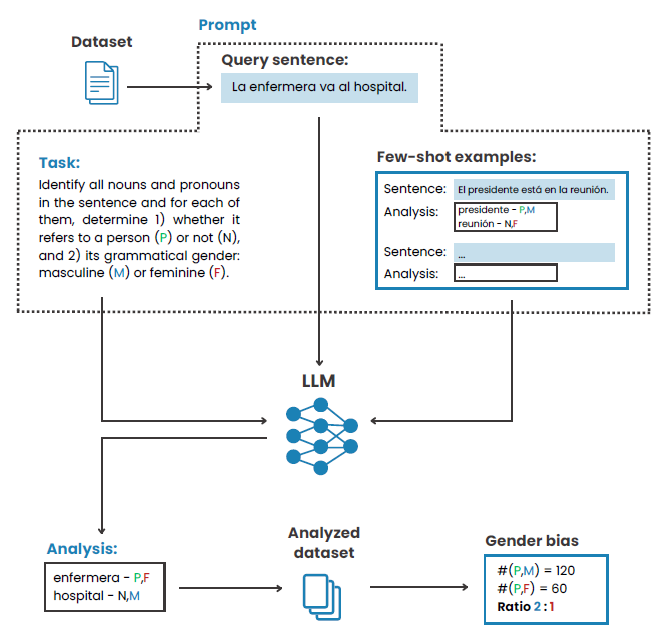 Prompt
Dataset
Query sentence:
La enfermera va al hospital.
Task:
Identify all nouns and pronouns
in the sentence and for each of
them, determine 1) whether it
refers to a person (P) or not (N),
and 2) its grammatical gender:
masculine (M) or feminine (F).
Few-shot examples:
Sentence: El presidente está en la reunión.
Analysis: presidente - P,M
reunión - N,F
Sentence: ...
Analysis: ...
LLM
Analysis:
enfermera - P,F
hospital - N,M
Analyzed
dataset
Gender bias
#(P,M) = 120
#(P,F) = 60
Ratio 2 : 1